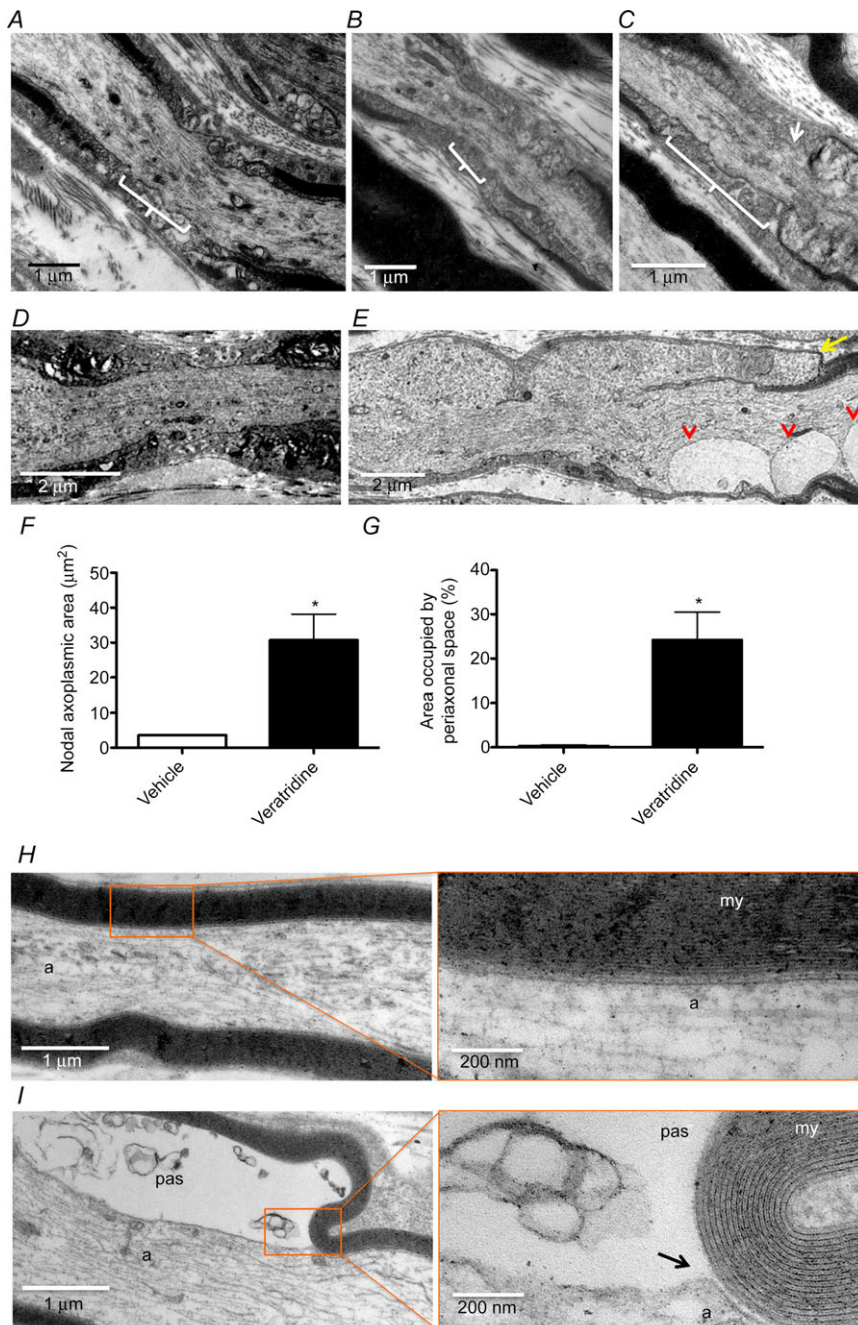 A
B
C
1 μm
1 μm
1 μm
D
E
2 μm
2 μm
F
G
Nodal axoplasmic area (μm²)
50
40
30
20
10
0
*
Vehicle
Veratridine
Area occupied by
periaxonal space (%)
40
30
20
10
0
*
Vehicle
Veratridine
H
a
1 μm
my
a
200 nm
I
pas
a
1 μm
pas
my
a
200 nm